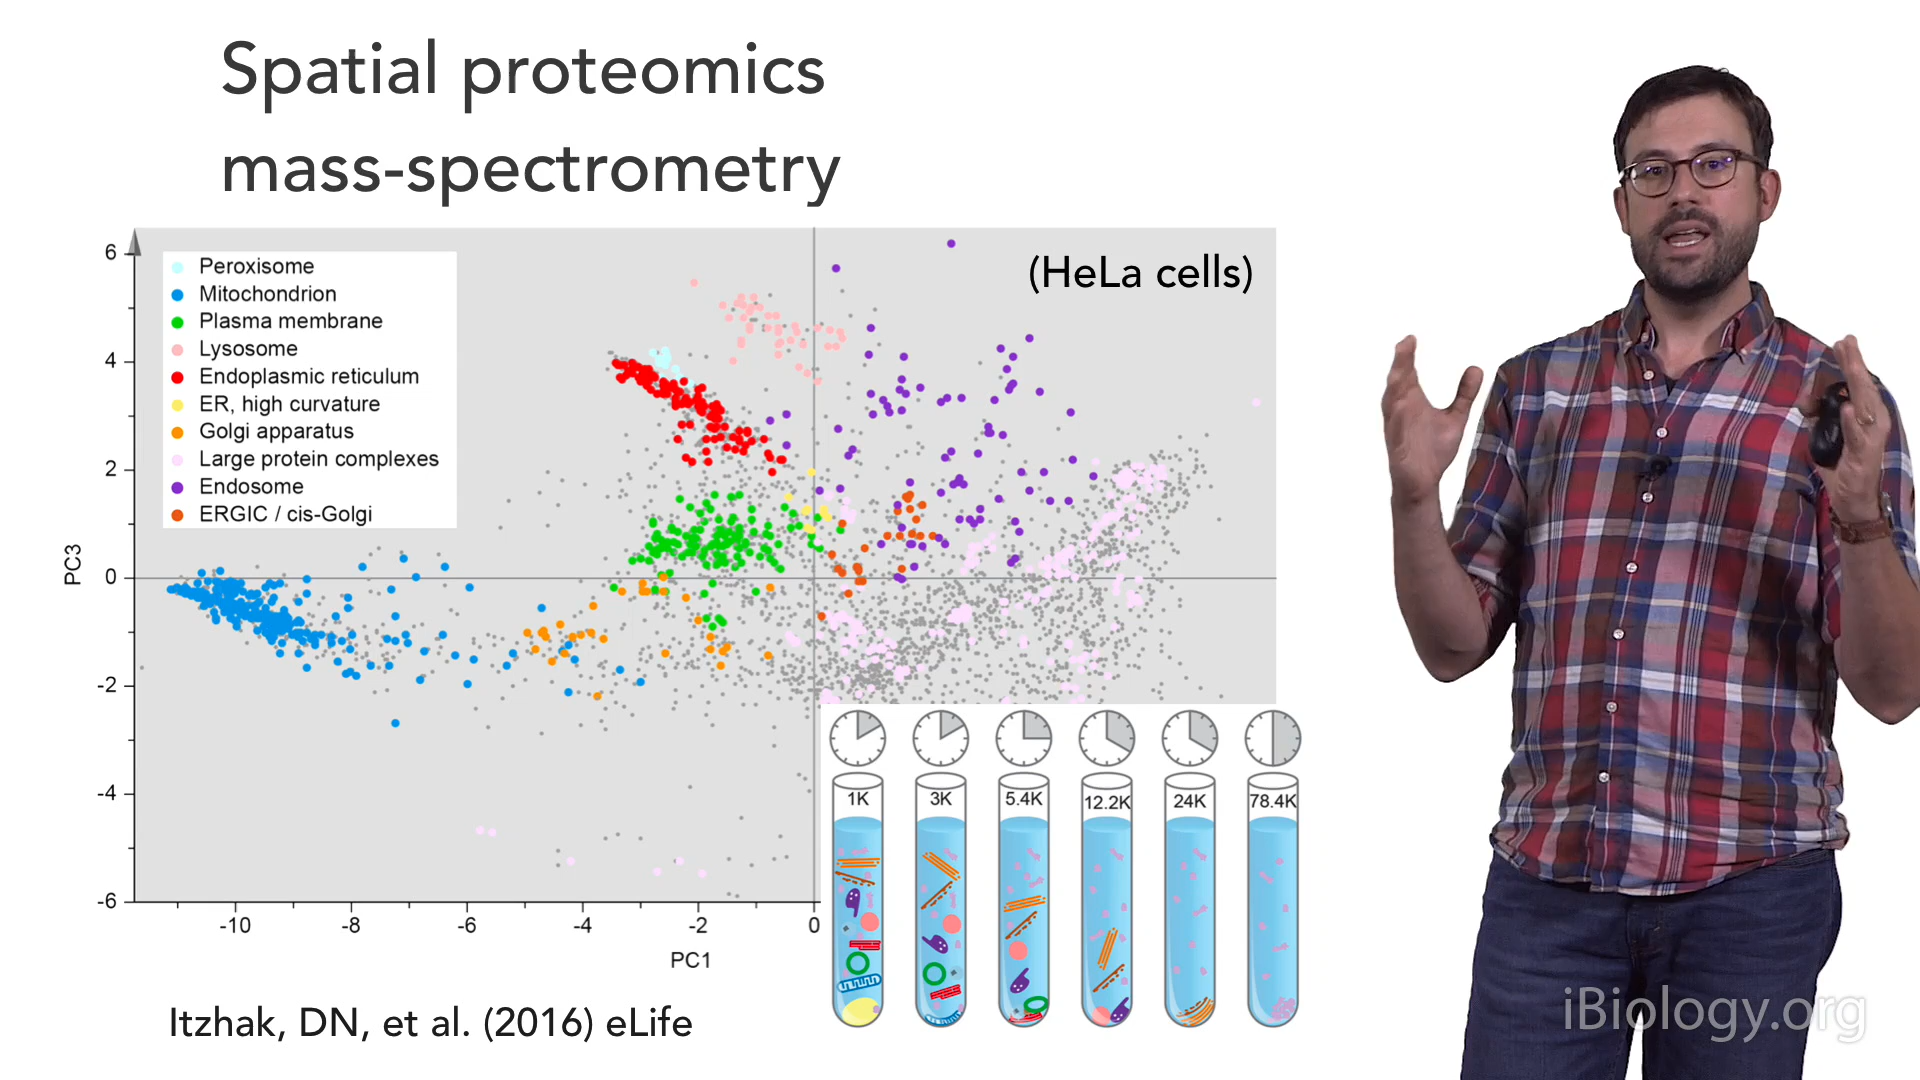 Spatial proteomics
mass-spectrometry
(HeLa cells)
Peroxisome
Mitochondrion
Plasma membrane
Lysosome
Endoplasmic reticulum
ER, high curvature
Golgi apparatus
Large protein complexes
Endosome
ERGIC / cis-Golgi
6
4
2
0
-2
-4
-6
PC3
-10
-8
-6
-4
-2
0
PC1
1K
3K
5.4K
12.2K
24K
78.4K
Itzhak, DN, et al. (2016) eLife
iBiology.org